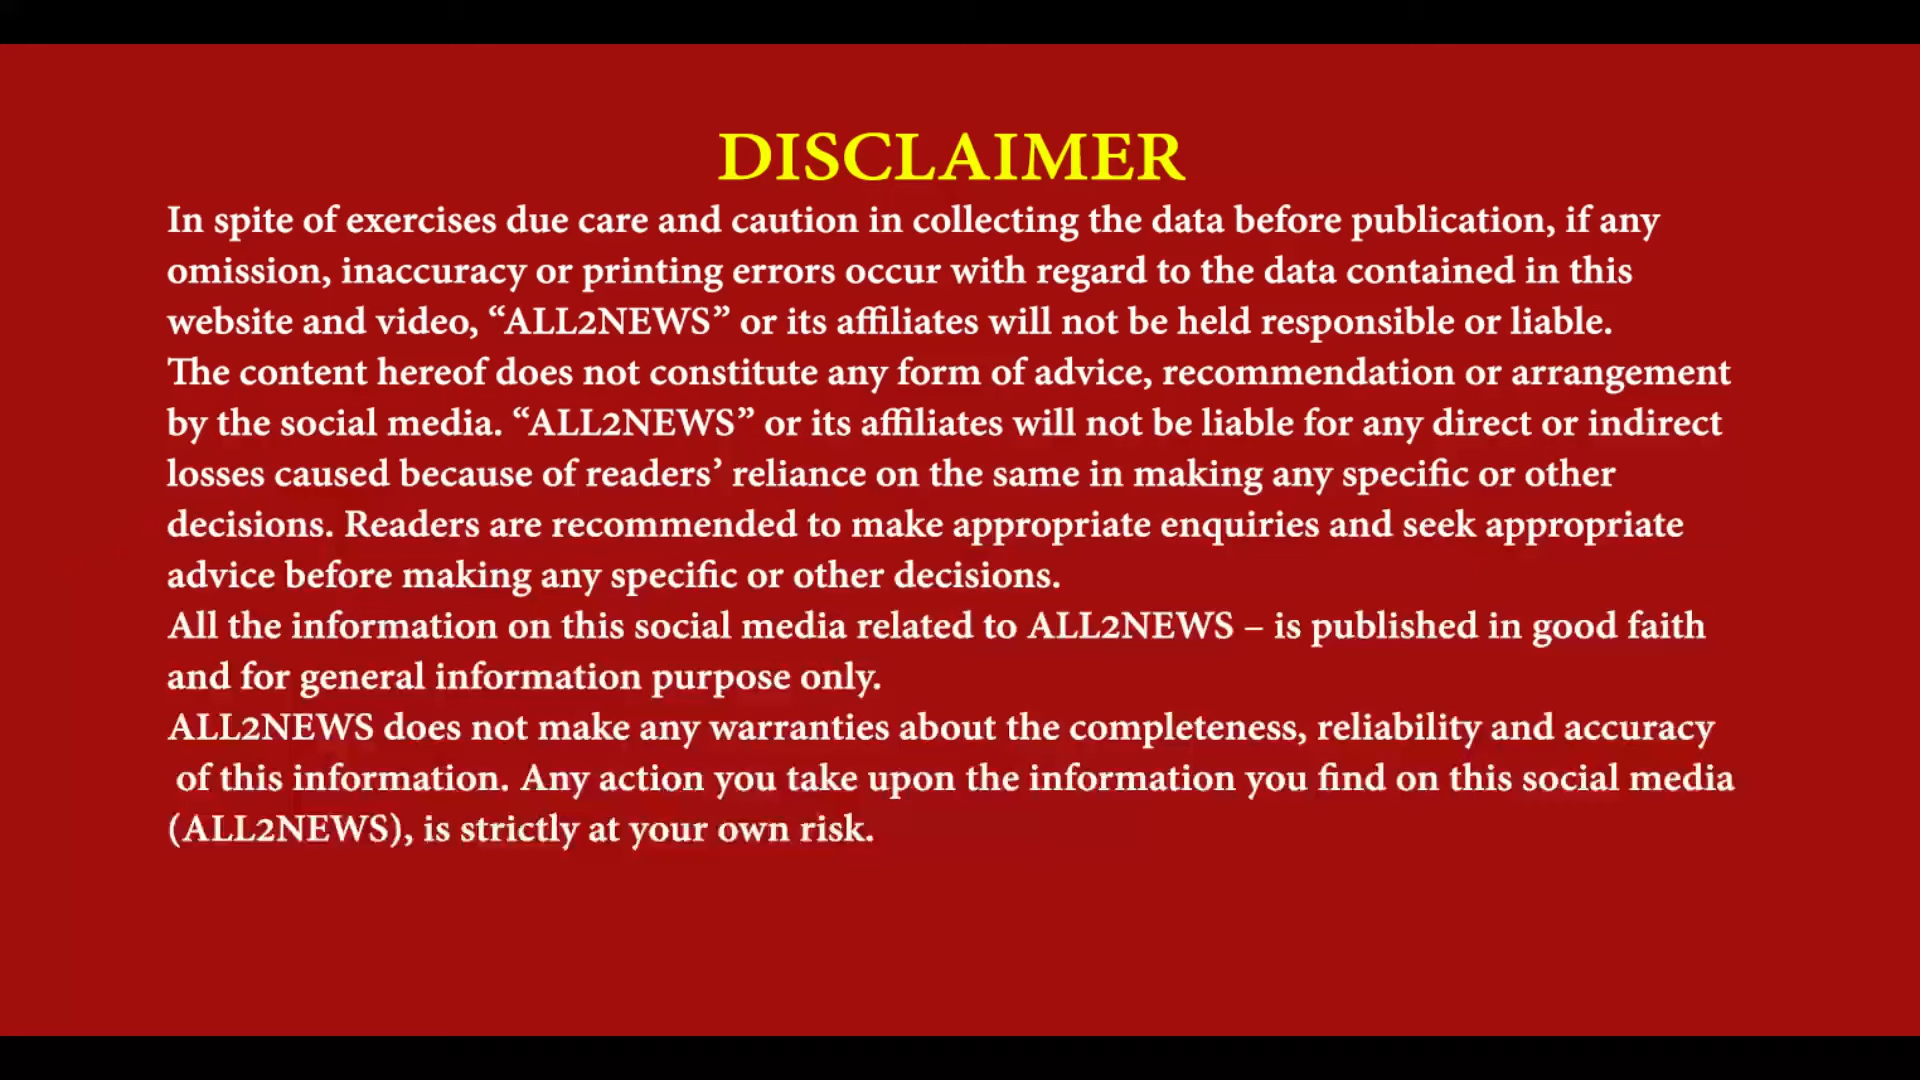 DISCLAIMER
In spite of exercises due care and caution in collecting the data before publication, if any
omission, inaccuracy or printing errors occur with regard to the data contained in this
website and video, “ALL2NEWS” or its affiliates will not be held responsible or liable.
The content hereof does not constitute any form of advice, recommendation or arrangement
by the social media. “ALL2NEWS” or its affiliates will not be liable for any direct or indirect
losses caused because of readers’ reliance on the same in making any specific or other
decisions. Readers are recommended to make appropriate enquiries and seek appropriate
advice before making any specific or other decisions.
All the information on this social media related to ALL2NEWS – is published in good faith
and for general information purpose only.
ALL2NEWS does not make any warranties about the completeness, reliability and accuracy
of this information. Any action you take upon the information you find on this social media
(ALL2NEWS), is strictly at your own risk.